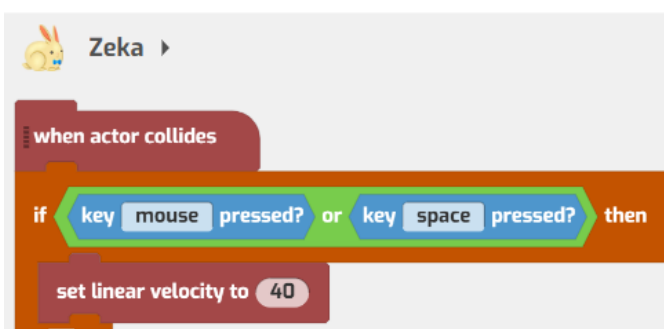 Zeka
when actor collides
if key mouse pressed? or key space pressed? then
set linear velocity to 40